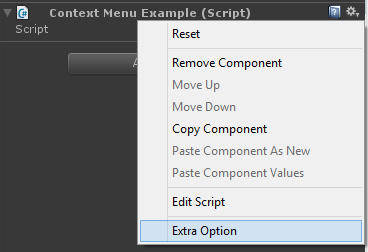 Context Menu Example (Script)
Script
Reset
Remove Component
Move Up
Move Down
Copy Component
Paste Component As New
Paste Component Values
Edit Script
Extra Option